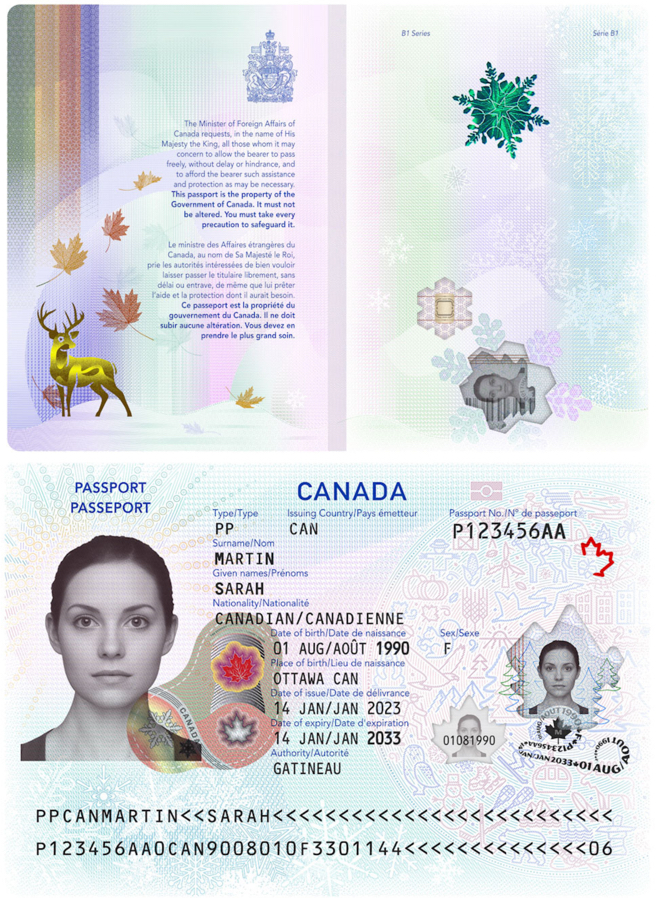 B1 Series
Série B1
The Minister of Foreign Affairs of
Canada requests, in the name of His
Majesty the King, all those whom it may
concern to allow the bearer to pass
freely, without delay or hindrance, and
to afford the bearer such assistance
and protection as may be necessary.
This passport is the property of the
Government of Canada. It must not
be altered. You must take every
precaution to safeguard it.
Le ministre des Affaires étrangères du
Canada, au nom de Sa Majesté le Roi,
prie les autorités intéressées de bien vouloir
laisser passer le titulaire librement, sans
délai ou entrave, de même que lui prêter
l'aide et la protection dont il aurait besoin.
Ce passeport est la propriété du
gouvernement du Canada. Il ne doit
subir aucune altération. Vous devez en
prendre le plus grand soin.
PASSPORT
PASSEPORT
CANADA
Type/Type
Issuing Country/Pays émetteur
Passport No./N° de passeport
PP
CAN
P123456AA
Surname/Nom
MARTIN
Given names/Prénoms
SARAH
Nationality/Nationalité
CANADIAN/CANADIENNE
Date of birth/Date de naissance
Sex/Sexe
01 AUG/AOÛT 1990
F
Place of birth/Lieu de naissance
OTTAWA CAN
Date of issue/Date de délivrance
14 JAN/JAN 2023
Date of expiry/Date d'expiration
14 JAN/JAN 2033
Authority/Autorité
GATINEAU
CANADA
01081990
PPCANMARTIN<<SARAH<<<<<<<<<<<<<<<<<<<<<<<<<<
P123456AA0CAN9008010F3301144<<<<<<<<<<<<<<06